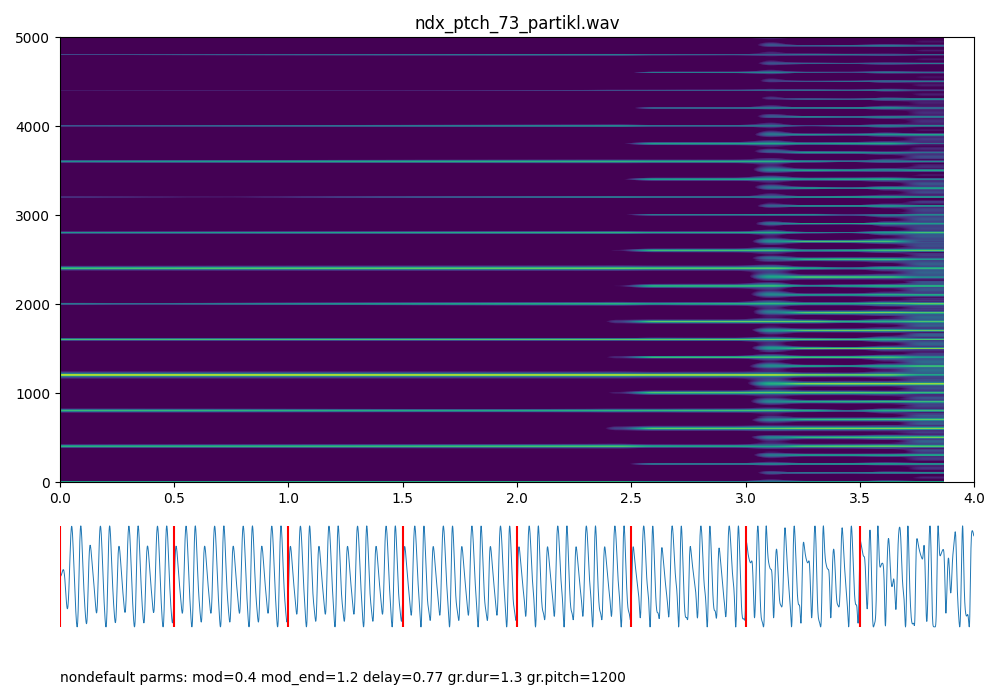 ndx_ptch_73_partikl.wav
5000
4000
3000
2000
1000
0
0.0 0.5 1.0 1.5 2.0 2.5 3.0 3.5 4.0
nondefault parms: mod=0.4 mod_end=1.2 delay=0.77 gr.dur=1.3 gr.pitch=1200